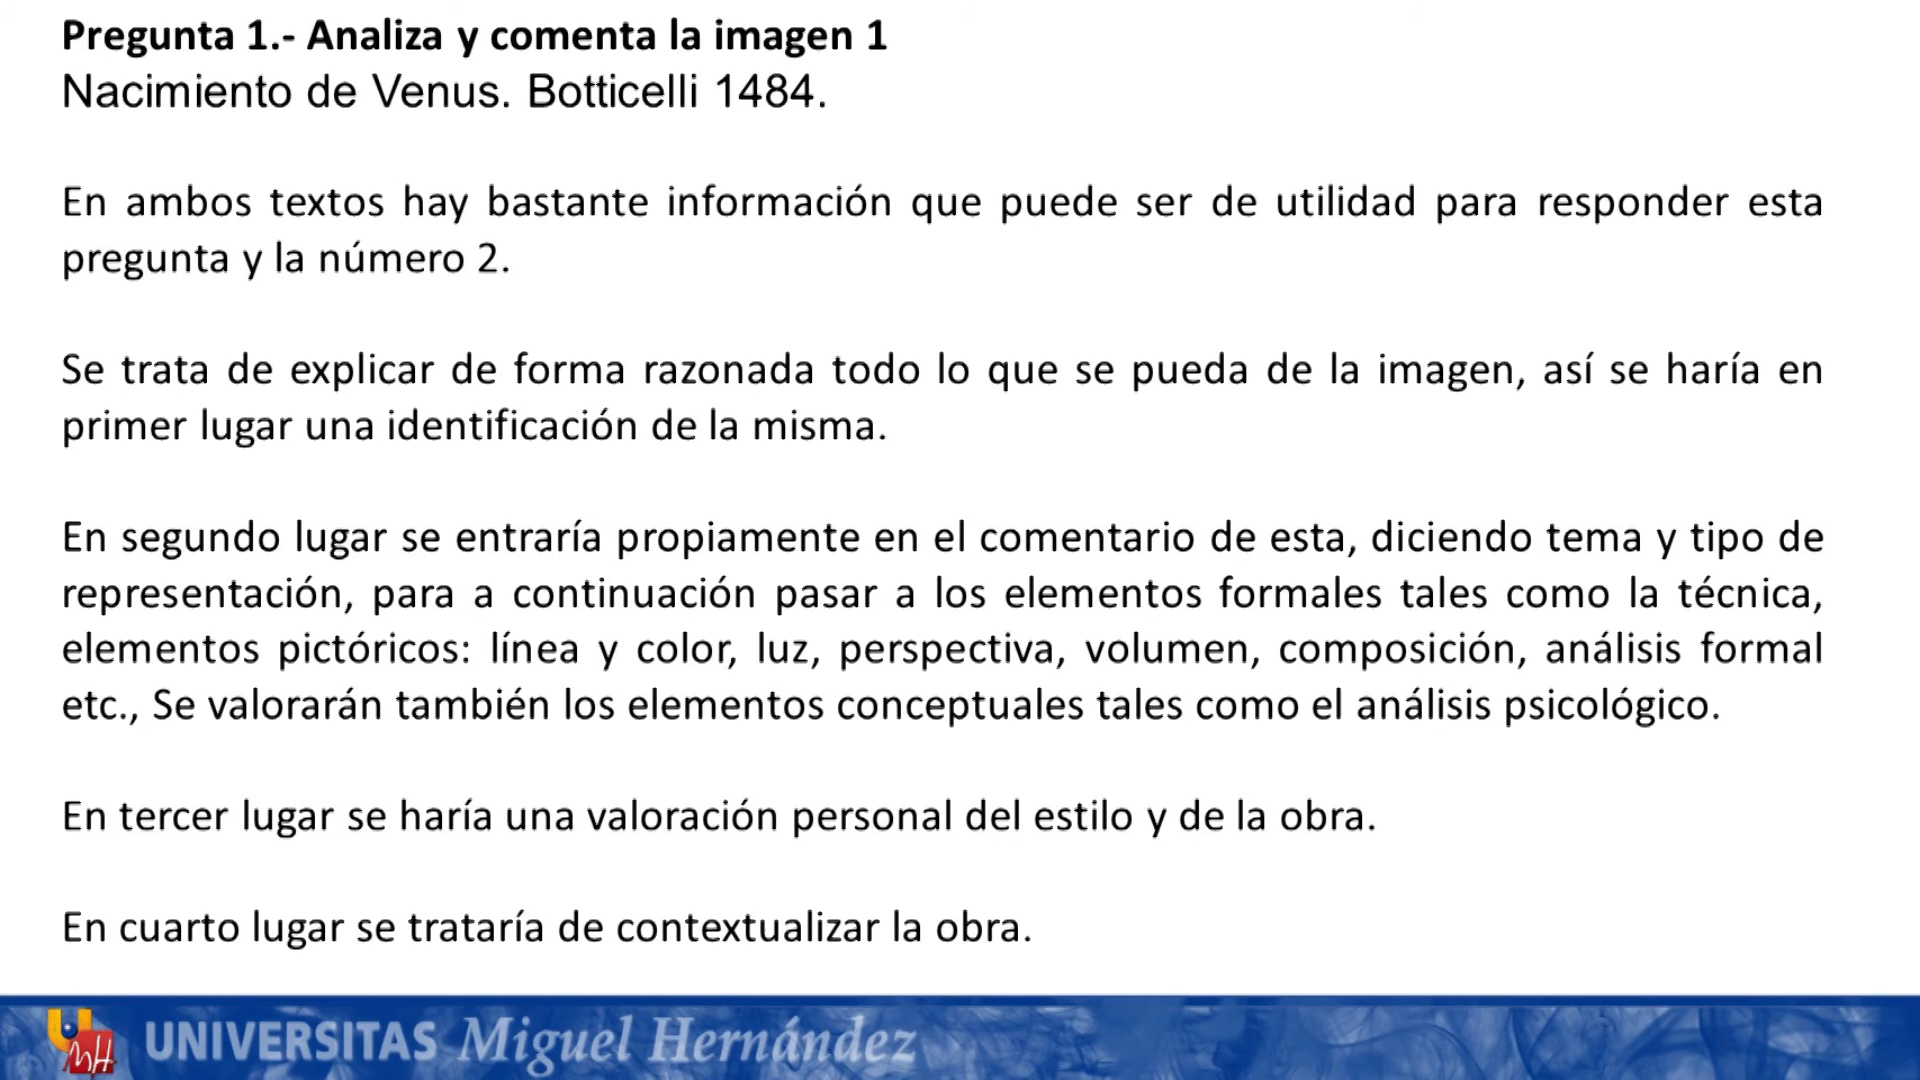 Pregunta 1.- Analiza y comenta la imagen 1
Nacimiento de Venus. Botticelli 1484.
En ambos textos hay bastante información que puede ser de utilidad para responder esta
pregunta y la número 2.
Se trata de explicar de forma razonada todo lo que se pueda de la imagen, así se haría en
primer lugar una identificación de la misma.
En segundo lugar se entraría propiamente en el comentario de esta, diciendo tema y tipo de
representación, para a continuación pasar a los elementos formales tales como la técnica,
elementos pictóricos: línea y color, luz, perspectiva, volumen, composición, análisis formal
etc., Se valorarán también los elementos conceptuales tales como el análisis psicológico.
En tercer lugar se haría una valoración personal del estilo y de la obra.
En cuarto lugar se trataría de contextualizar la obra.
UMH UNIVERSITAS Miguel Hernández